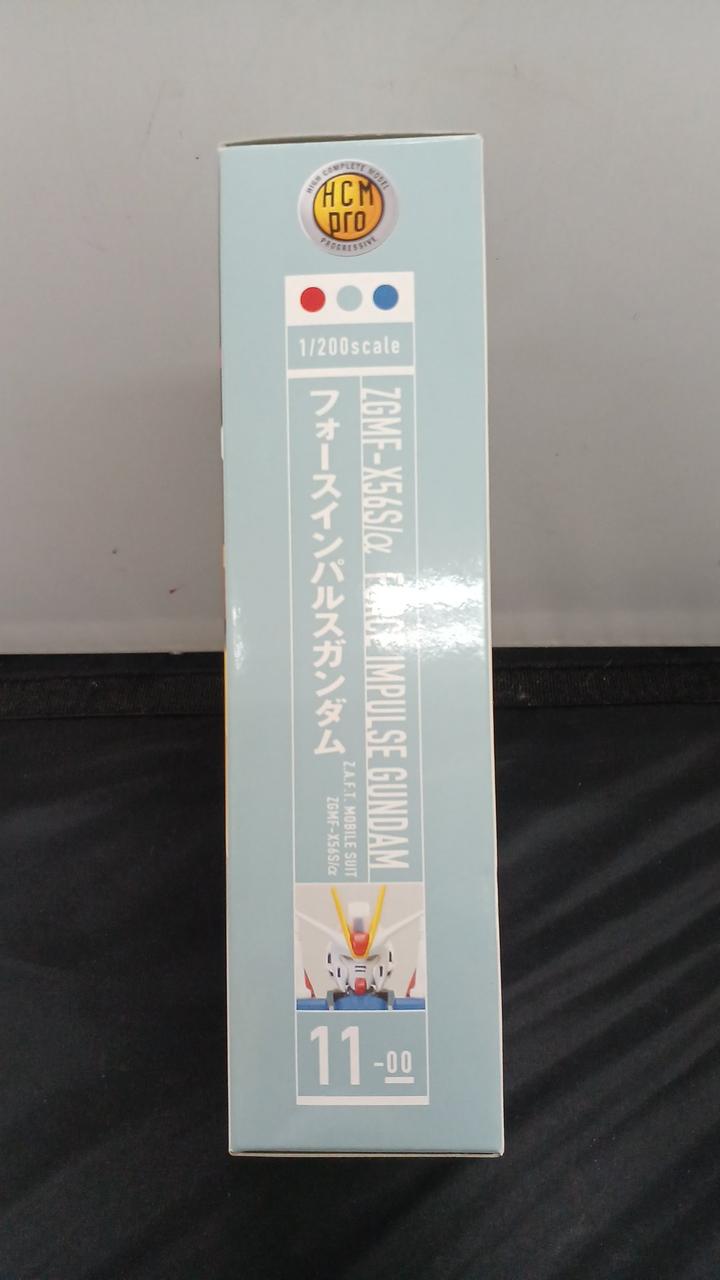 HIGH COMPLETE MODEL
HCM
pro
PROGRESSIVE
1/200scale
ZGMF-X56S/α FORCE IMPULSE GUNDAM
フォースインパルスガンダム
Z.A.F.T. MOBILE SUIT
ZGMF-X56S/α
11-00